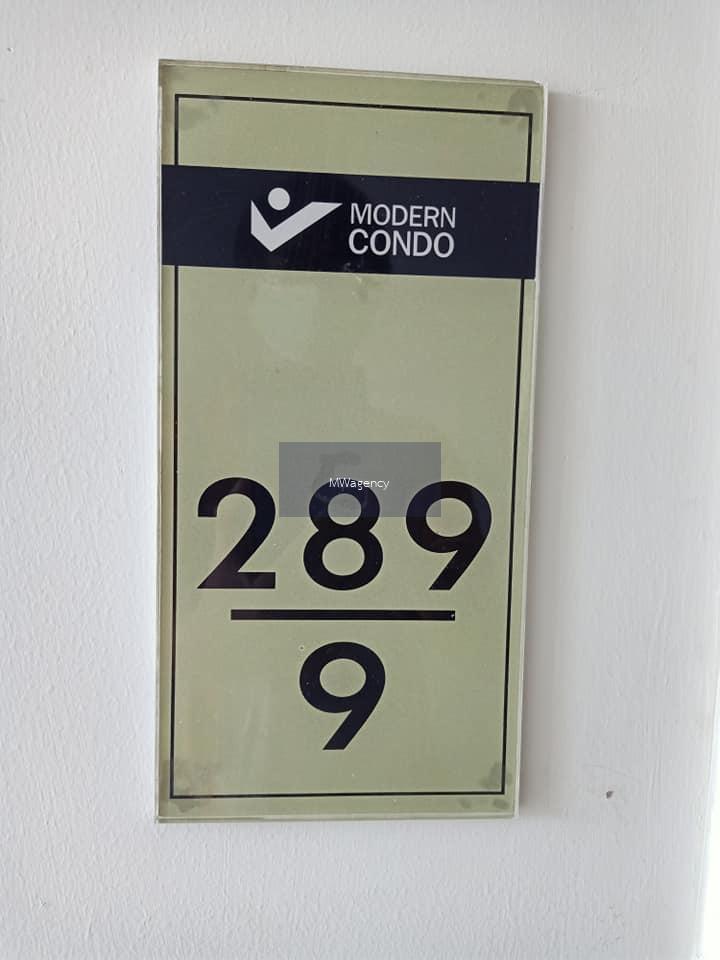 MODERN
CONDO
MWagency
289
9